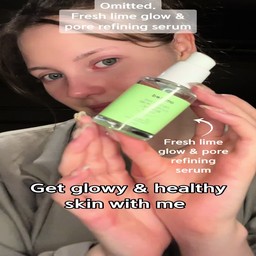 Omitted.
Fresh lime glow &
pore refining serum
Fresh lime
glow & pore
refining
serum
Get glowy & healthy
skin with me